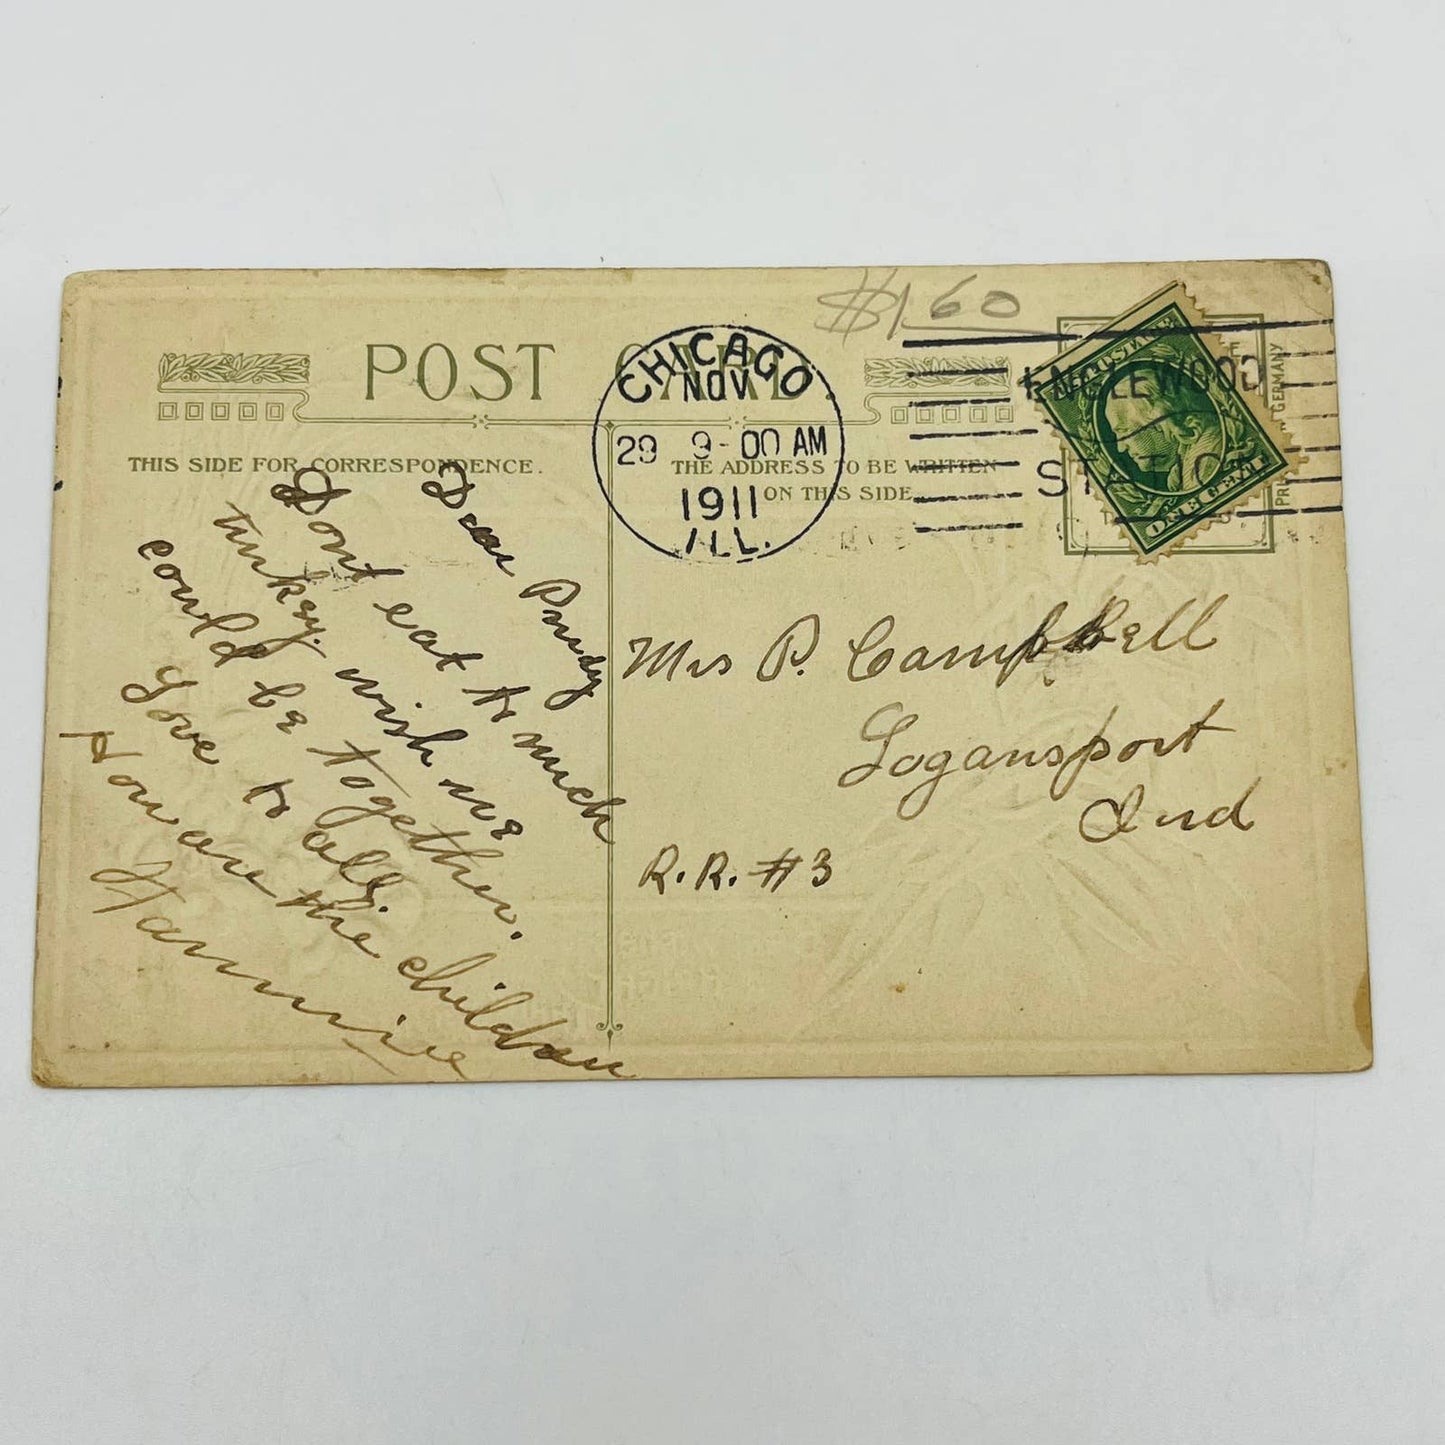 $1.60
POST CARD
CHICAGO
NOV
29 9-00 AM
1911
ILL.
ENGLEWOOD
STATION
ONE CENT
GERMANY
THIS SIDE FOR CORRESPONDENCE.
THE ADDRESS TO BE WRITTEN
ON THIS SIDE
Dear Prudy
Dont eat to much
turkey. wish we
could be together.
Love to all.
How are the children
Mrs P. Campbell
Logansport
Ind
R.R. #3